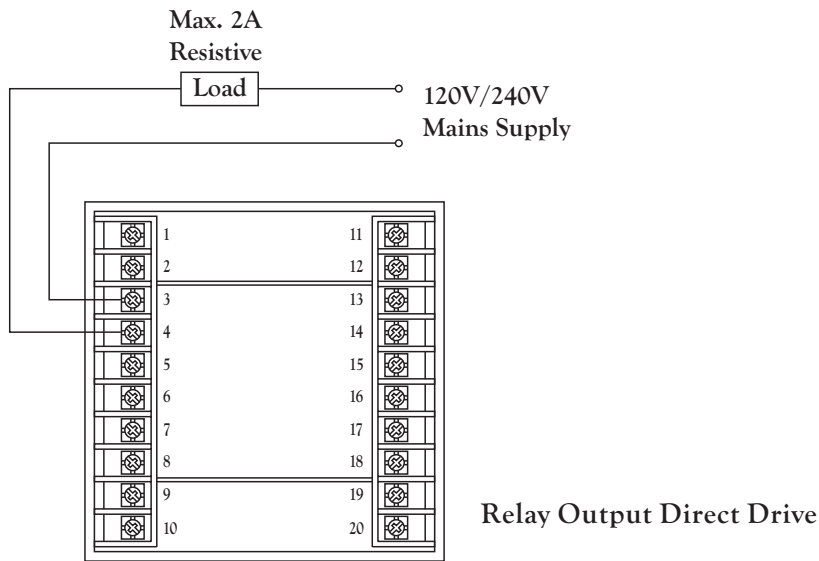 Max. 2A
Resistive
Load
120V/240V
Mains Supply
1 11
2 12
3 13
4 14
5 15
6 16
7 17
8 18
9 19
10 20
Relay Output Direct Drive